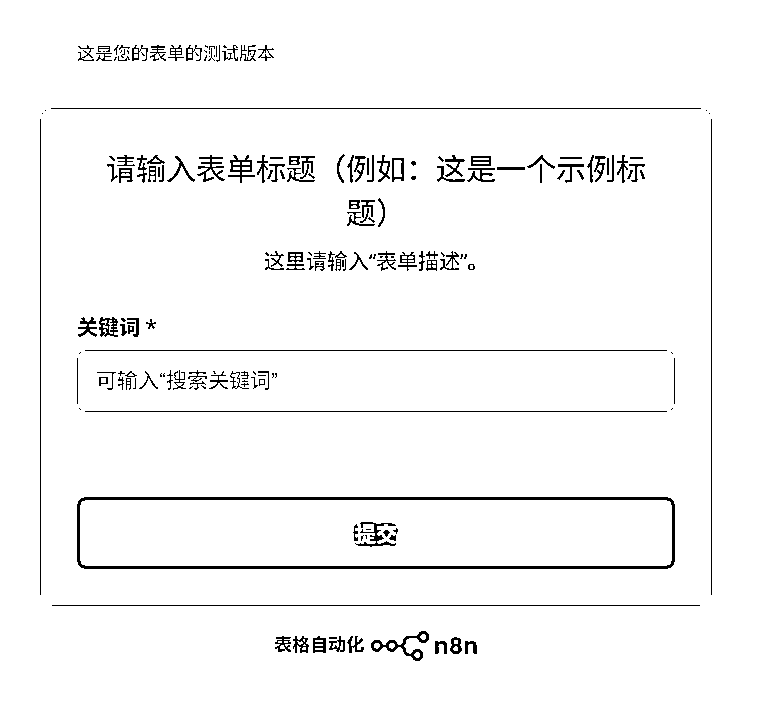 这是您的表单的测试版本
请输入表单标题（例如：这是一个示例标
题）
这里请输入“表单描述”。
关键词 *
可输入“搜索关键词”
提交
表格自动化 n8n